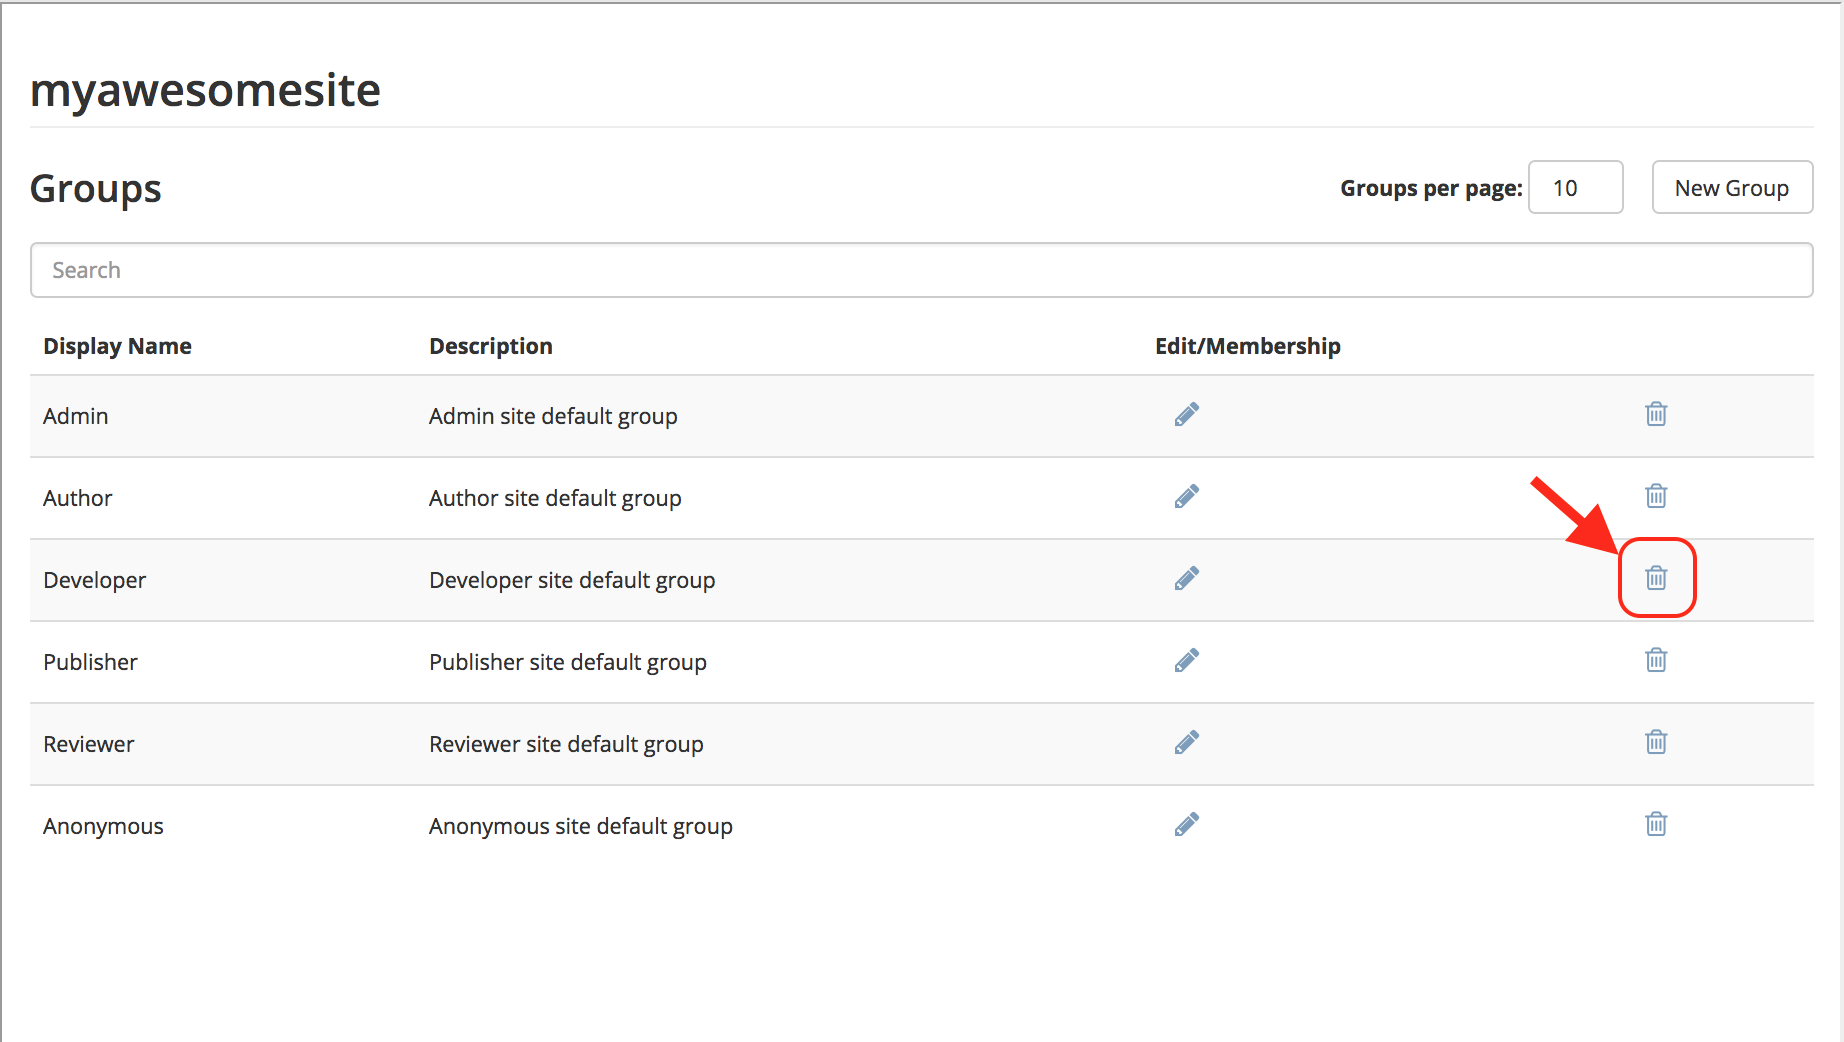 myawesomesite
Groups
Groups per page: 10 New Group
Search
Display Name Description Edit/Membership
Admin Admin site default group
Author Author site default group
Developer Developer site default group
Publisher Publisher site default group
Reviewer Reviewer site default group
Anonymous Anonymous site default group